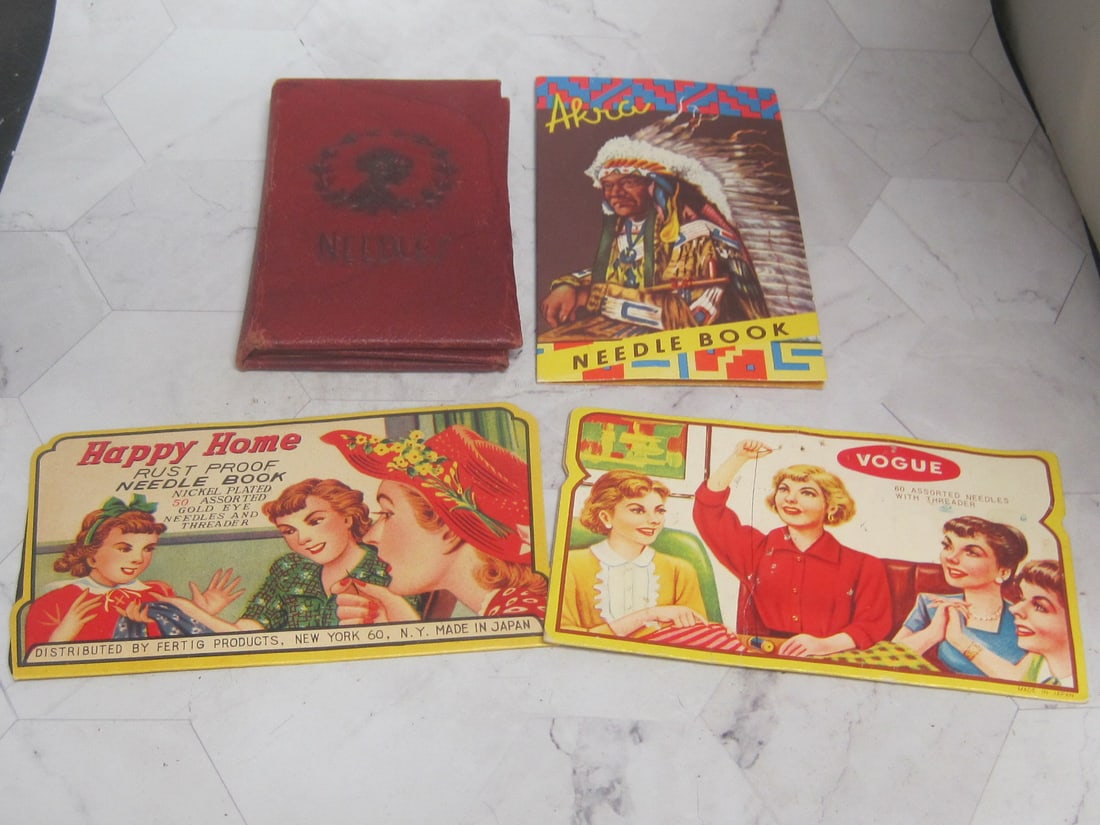 NEEDLES
Akra
NEEDLE BOOK
Happy Home
RUST PROOF
NEEDLE BOOK
NICKEL PLATED
50 ASSORTED
GOLD EYE
NEEDLES AND
THREADER
DISTRIBUTED BY FERTIG PRODUCTS, NEW YORK 60, N.Y. MADE IN JAPAN
VOGUE
60 ASSORTED NEEDLES
WITH THREADER
MADE IN JAPAN